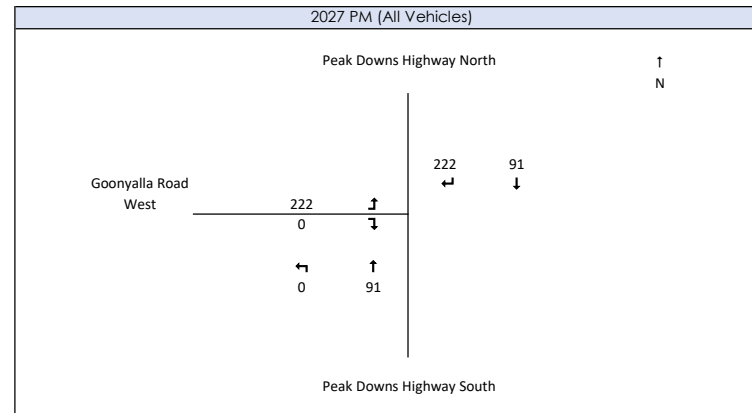 2027 PM (All Vehicles)
Peak Downs Highway North
↑
N
222 91
↵ ↓
Goonyalla Road
West
222 ⮥
0 ⮧
↰ ↑
0 91
Peak Downs Highway South